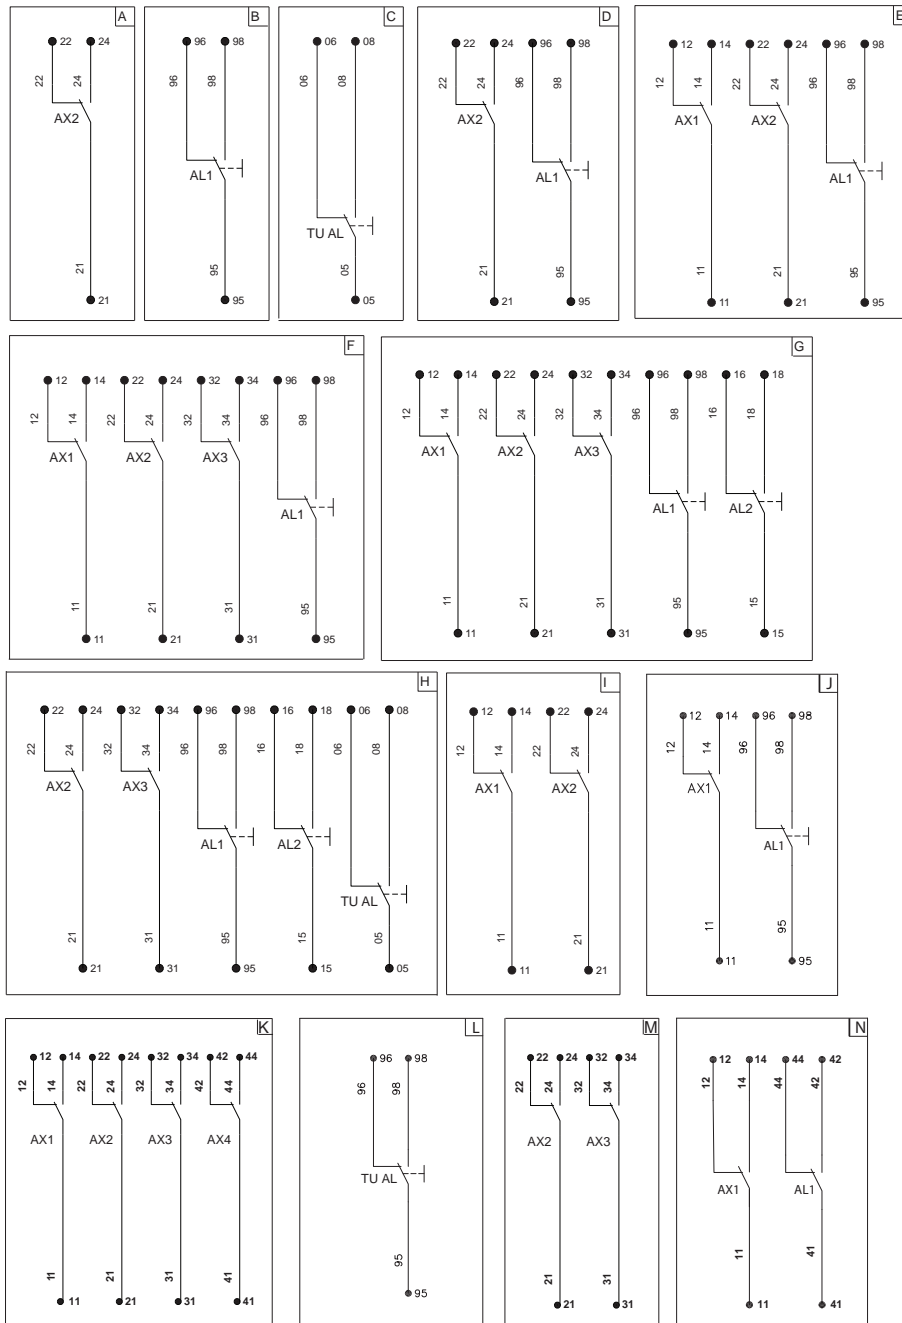 A
22 24
22 24
AX2
21
21
B
96 98
96 98
AL1
95
95
C
06 08
06 08
TU AL
05
05
D
22 24 96 98
22 24 96 98
AX2 AL1
21 95
21 95
E
12 14 22 24 96 98
12 14 22 24 96 98
AX1 AX2 AL1
11 21 95
11 21 95
F
12 14 22 24 32 34 96 98
12 14 22 24 32 34 96 98
AX1 AX2 AX3
AL1
11 21 31 95
11 21 31 95
G
12 14 22 24 32 34 96 98 16 18
12 14 22 24 32 34 96 98 16 18
AX1 AX2 AX3
AL1 AL2
11 21 31 95 15
11 21 31 95 15
H
22 24 32 34 96 98 16 18 06 08
22 24 32 34 96 98 16 18 06 08
AX2 AX3
AL1 AL2
TU AL
21 31 95 15 05
21 31 95 15 05
I
12 14 22 24
12 14 22 24
AX1 AX2
11 21
11 21
J
12 14 96 98
12 14 96 98
AX1
AL1
11 95
11 95
K
12 14 22 24 32 34 42 44
12 14 22 24 32 34 42 44
AX1 AX2 AX3 AX4
11 21 31 41
11 21 31 41
L
96 98
96 98
TU AL
95
95
M
22 24 32 34
22 24 32 34
AX2 AX3
21 31
21 31
N
12 14 44 42
12 14 44 42
AX1 AL1
11 41
11 41